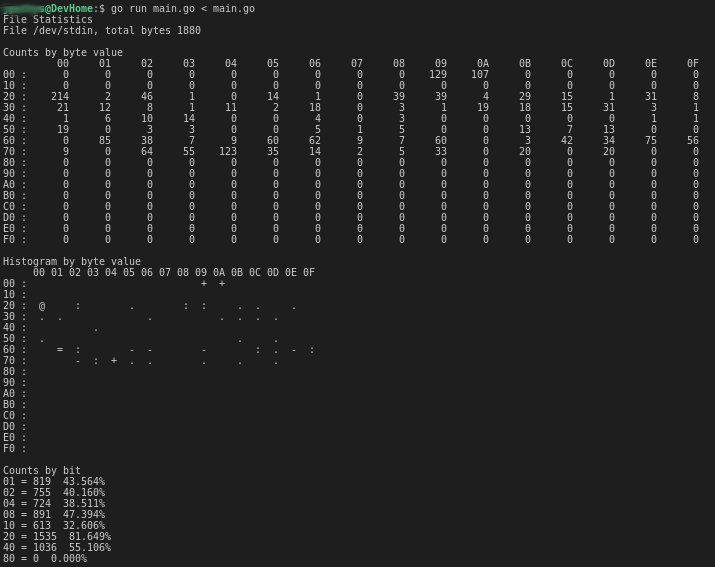 @DevHome:$ go run main.go < main.go
File Statistics
File /dev/stdin, total bytes 1880
Counts by byte value
00 01 02 03 04 05 06 07 08 09 0A 0B 0C 0D 0E 0F
00 : 0 0 0 0 0 0 0 0 0 129 107 0 0 0 0 0
10 : 0 0 0 0 0 0 0 0 0 0 0 0 0 0 0 0
20 : 214 2 46 1 0 14 1 0 39 39 4 29 15 1 31 8
30 : 21 12 8 1 11 2 18 0 3 1 19 18 15 31 3 1
40 : 1 6 10 14 0 0 4 0 3 0 0 0 0 0 1 1
50 : 19 0 3 3 0 0 5 1 5 0 0 13 7 13 0 0
60 : 0 85 38 7 9 60 62 9 7 60 0 3 42 34 75 56
70 : 9 0 64 55 123 35 14 2 5 33 0 20 0 20 0 0
80 : 0 0 0 0 0 0 0 0 0 0 0 0 0 0 0 0
90 : 0 0 0 0 0 0 0 0 0 0 0 0 0 0 0 0
A0 : 0 0 0 0 0 0 0 0 0 0 0 0 0 0 0 0
B0 : 0 0 0 0 0 0 0 0 0 0 0 0 0 0 0 0
C0 : 0 0 0 0 0 0 0 0 0 0 0 0 0 0 0 0
D0 : 0 0 0 0 0 0 0 0 0 0 0 0 0 0 0 0
E0 : 0 0 0 0 0 0 0 0 0 0 0 0 0 0 0 0
F0 : 0 0 0 0 0 0 0 0 0 0 0 0 0 0 0 0
Histogram by byte value
00 01 02 03 04 05 06 07 08 09 0A 0B 0C 0D 0E 0F
00 : + +
10 :
20 : @ : . : : . . .
30 : . . . . . . .
40 : .
50 : . . .
60 : = : - - - : . - :
70 : - : + . . . . .
80 :
90 :
A0 :
B0 :
C0 :
D0 :
E0 :
F0 :
Counts by bit
01 = 819 43.564%
02 = 755 40.160%
04 = 724 38.511%
08 = 891 47.394%
10 = 613 32.606%
20 = 1535 81.649%
40 = 1036 55.106%
80 = 0 0.000%